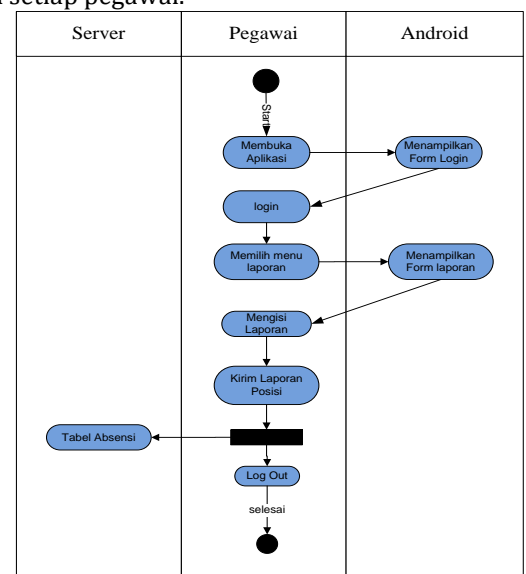 setiap pegawai.
Server
Pegawai
Android
Start
Membuka
Aplikasi
Menampilkan
Form Login
login
Memilih menu
laporan
Menampilkan
Form laporan
Mengisi
Laporan
Kirim Laporan
Posisi
Tabel Absensi
Log Out
selesai